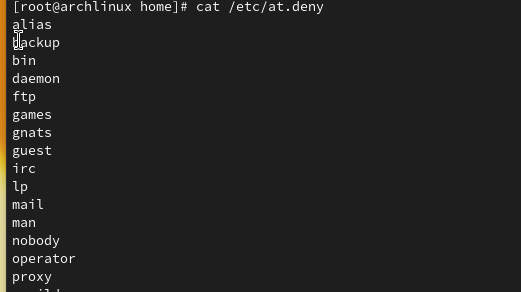 [root@archlinux home]# cat /etc/at.deny
alias
backup
bin
daemon
ftp
games
gnats
guest
irc
lp
mail
man
nobody
operator
proxy